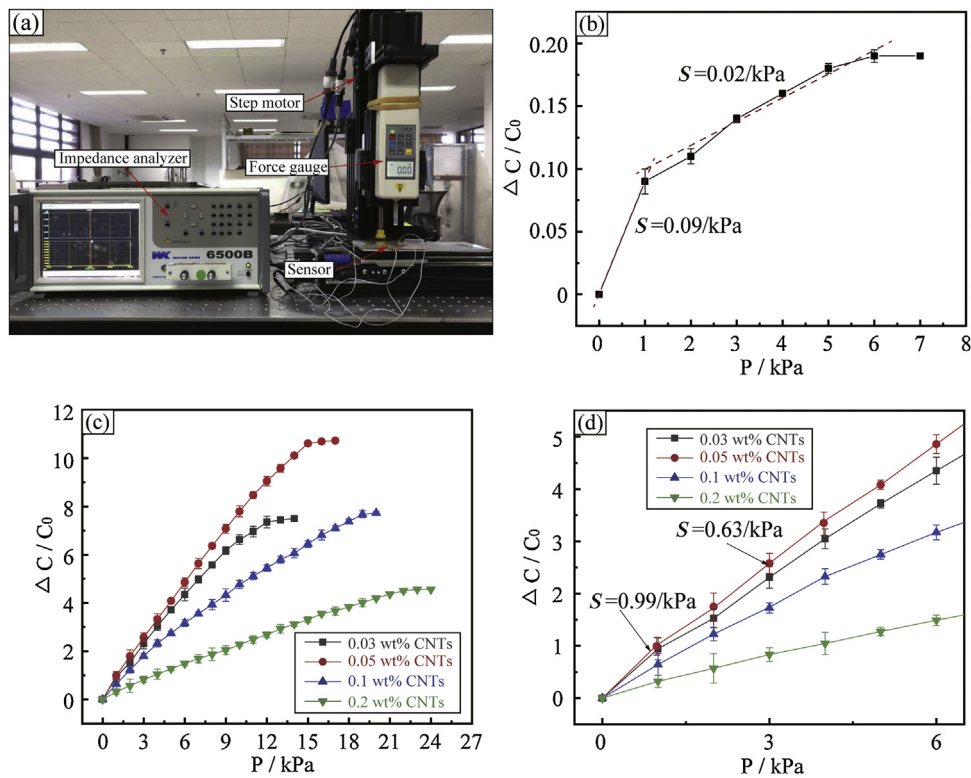 (a)
Step motor
Impedance analyzer
Force gauge
Sensor
6500B
000
(b)
0.20
0.15
0.10
0.05
0
S=0.02/kPa
S=0.09/kPa
Δ C / C0
0 1 2 3 4 5 6 7 8
P / kPa
(c)
12
10
8
6
4
2
0
Δ C / C0
0.03 wt% CNTs
0.05 wt% CNTs
0.1 wt% CNTs
0.2 wt% CNTs
0 3 6 9 12 15 18 21 24 27
P / kPa
(d)
5
4
3
2
1
0
Δ C / C0
0.03 wt% CNTs
0.05 wt% CNTs
0.1 wt% CNTs
0.2 wt% CNTs
S=0.63/kPa
S=0.99/kPa
0 3 6
P / kPa